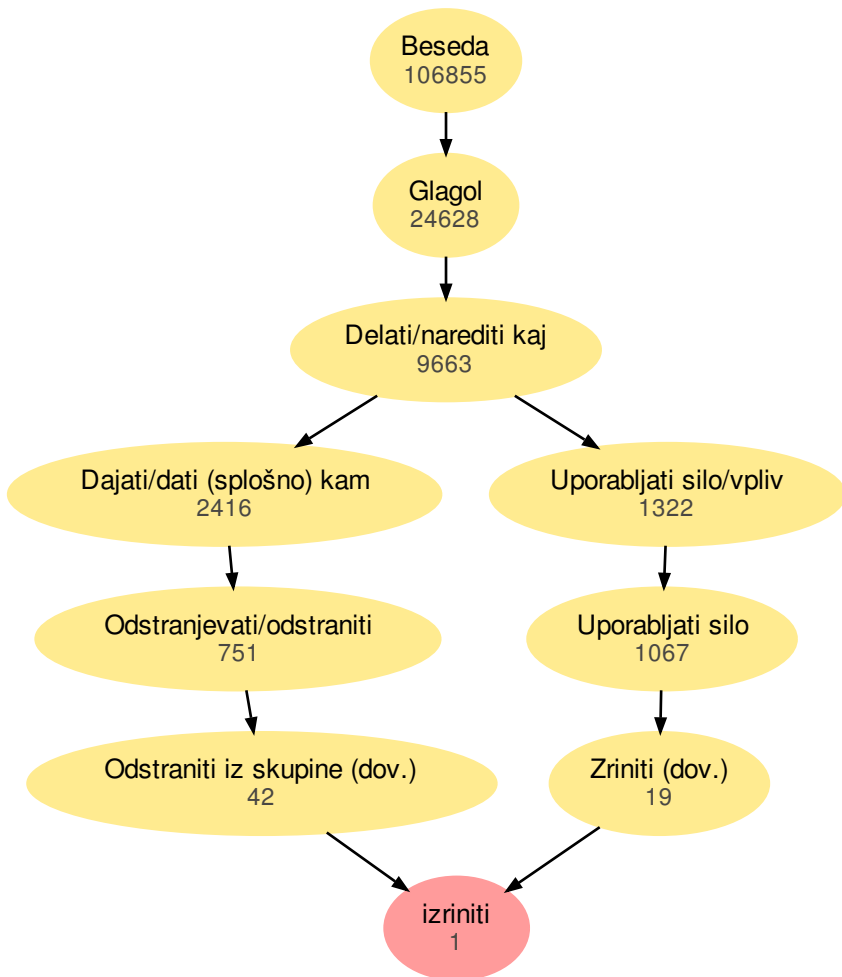 Beseda
106855
Glagol
24628
Delati/narediti kaj
9663
Dajati/dati (splošno) kam
2416
Uporabljati silo/vpliv
1322
Odstranjevati/odstraniti
751
Uporabljati silo
1067
Odstraniti iz skupine (dov.)
42
Zriniti (dov.)
19
izriniti
1